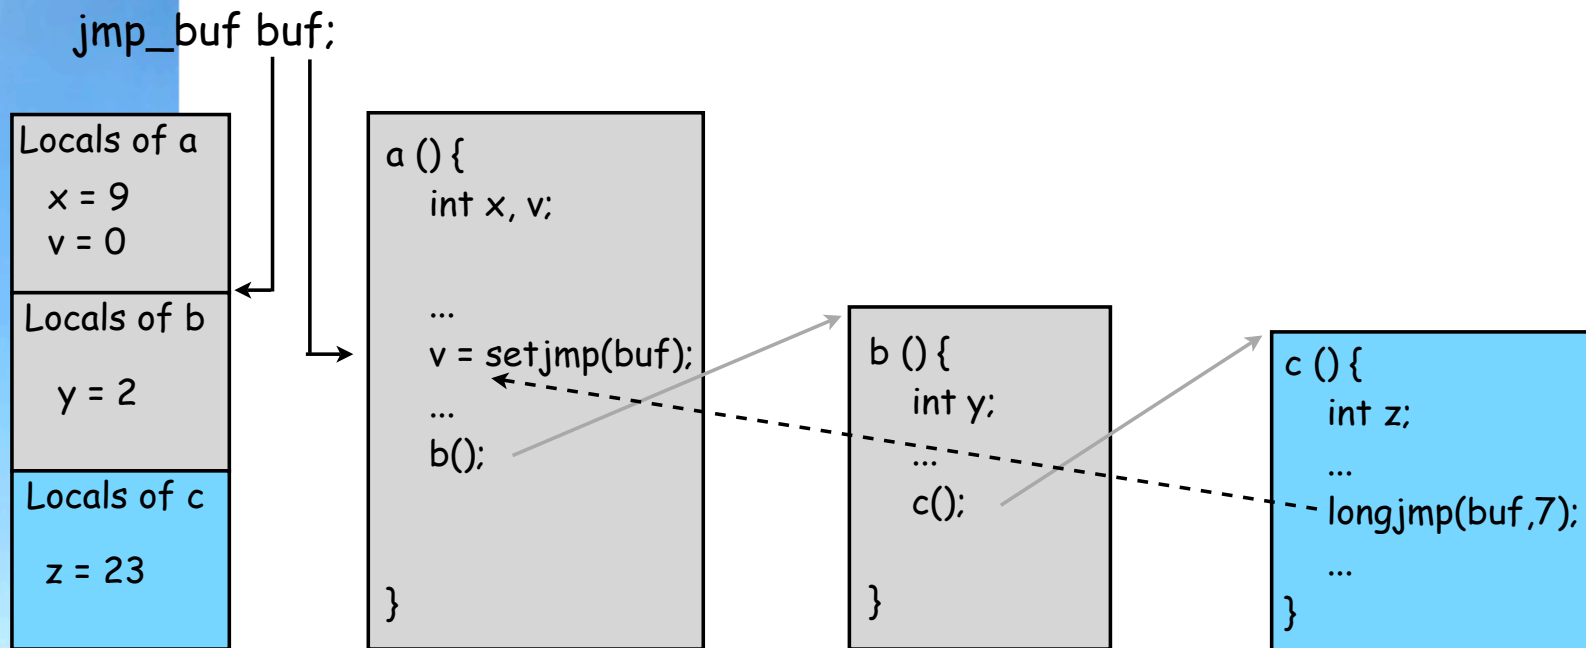 jmp_buf buf;
Locals of a
x = 9
v = 0
Locals of b
y = 2
Locals of c
z = 23
a () {
int x, v;
...
v = setjmp(buf);
...
b();
}
b () {
int y;
...
c();
}
c () {
int z;
...
longjmp(buf,7);
...
}